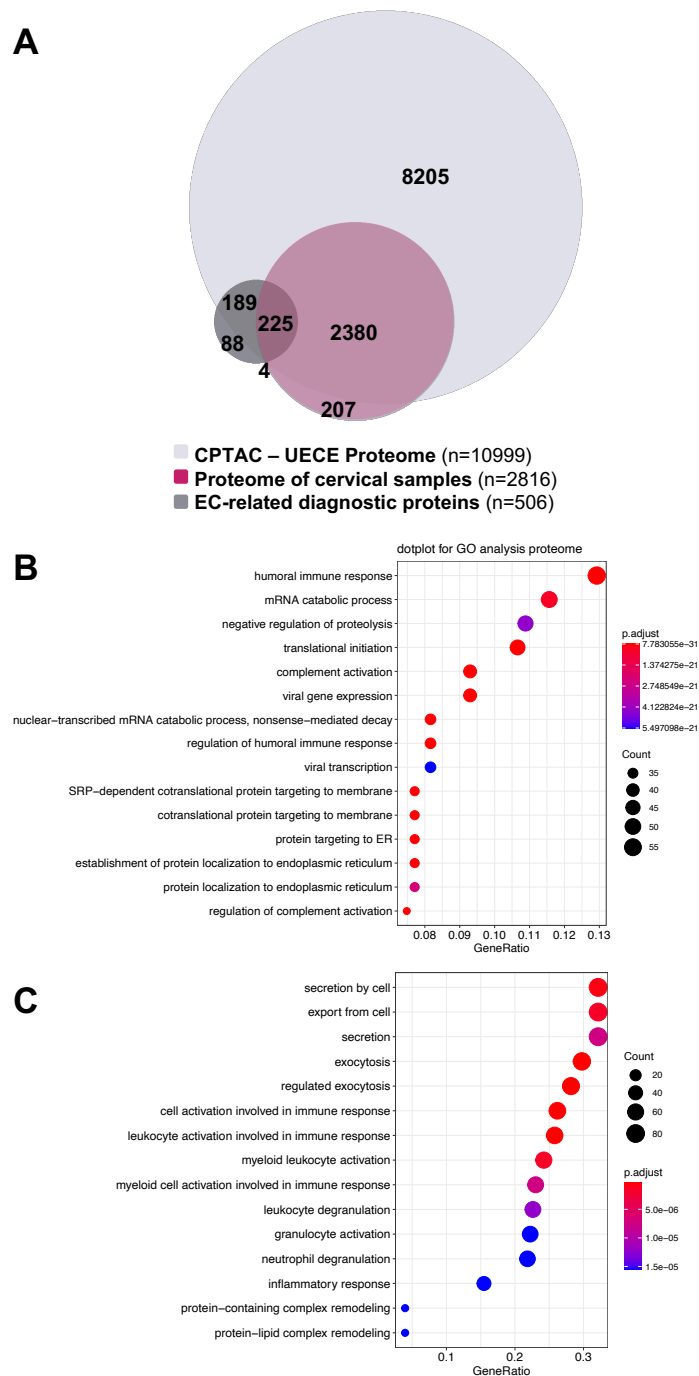 A
8205
189
225
2380
88
4
207
CPTAC – UECE Proteome (n=10999)
Proteome of cervical samples (n=2816)
EC-related diagnostic proteins (n=506)
B
dotplot for GO analysis proteome
humoral immune response
mRNA catabolic process
negative regulation of proteolysis
translational initiation
complement activation
viral gene expression
nuclear-transcribed mRNA catabolic process, nonsense-mediated decay
regulation of humoral immune response
viral transcription
SRP-dependent cotranslational protein targeting to membrane
cotranslational protein targeting to membrane
protein targeting to ER
establishment of protein localization to endoplasmic reticulum
protein localization to endoplasmic reticulum
regulation of complement activation
0.08 0.09 0.10 0.11 0.12 0.13
GeneRatio
p.adjust
7.783055e−31
1.374275e−21
2.748549e−21
4.122824e−21
5.497098e−21
Count
35
40
45
50
55
C
secretion by cell
export from cell
secretion
exocytosis
regulated exocytosis
cell activation involved in immune response
leukocyte activation involved in immune response
myeloid leukocyte activation
myeloid cell activation involved in immune response
leukocyte degranulation
granulocyte activation
neutrophil degranulation
inflammatory response
protein-containing complex remodeling
protein-lipid complex remodeling
0.1 0.2 0.3
GeneRatio
Count
20
40
60
80
p.adjust
5.0e−06
1.0e−05
1.5e−05